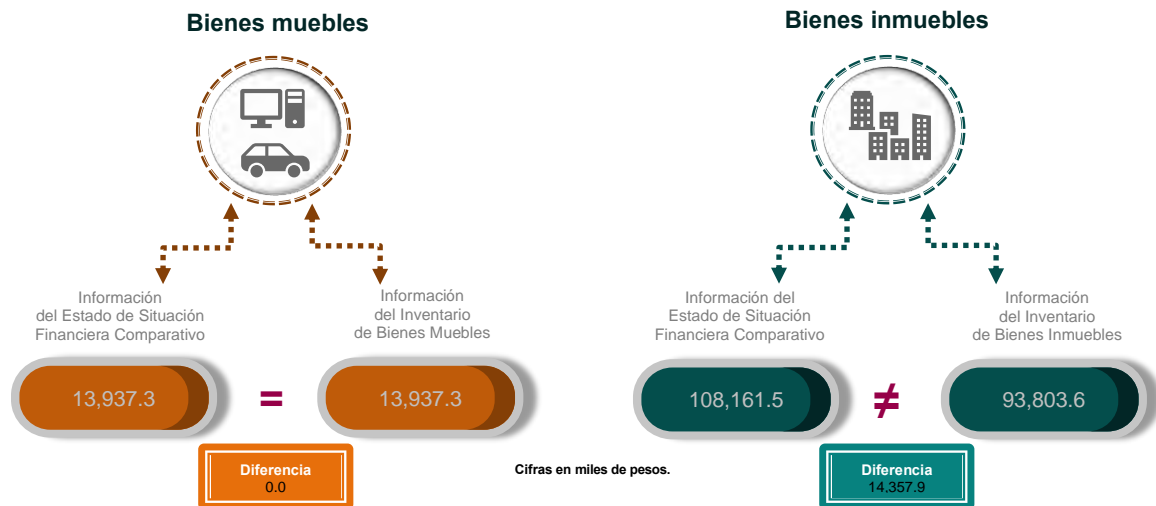 Bienes muebles
Información
del Estado de Situación
Financiera Comparativo
Información
del Inventario
de Bienes Muebles
13,937.3
=
13,937.3
Diferencia
0.0
Cifras en miles de pesos.
Bienes inmuebles
Información del
Estado de Situación
Financiera Comparativo
Información
del Inventario
de Bienes Inmuebles
108,161.5
≠
93,803.6
Diferencia
14,357.9